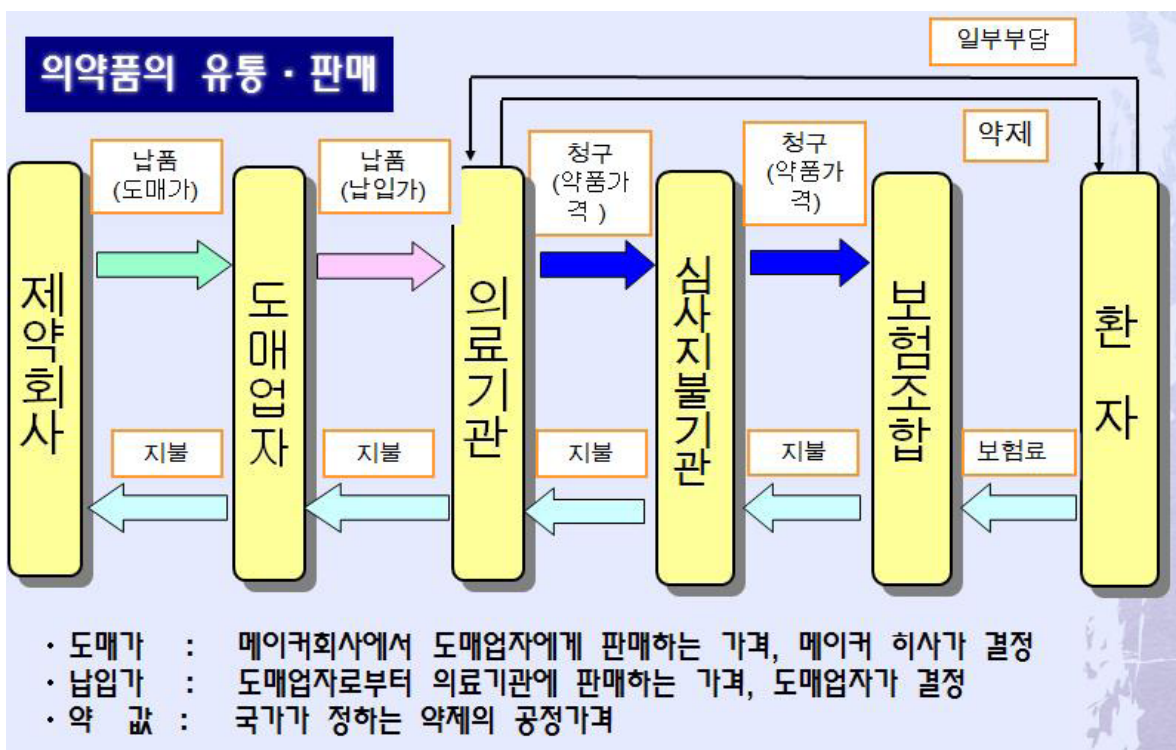 의약품의 유통 · 판매
일부부담
약제
납품
(도매가)
납품
(납입가)
청구
(약품가
격 )
청구
(약품가
격)
제약회사
도매업자
의료기관
심사지불기관
보험조합
환 자
지불
지불
지불
지불
보험료
· 도매가 : 메이커회사에서 도매업자에게 판매하는 가격, 메이커 히사가 결정
· 납입가 : 도매업자로부터 의료기관에 판매하는 가격, 도매업자가 결정
· 약 값 : 국가가 정하는 약제의 공정가격